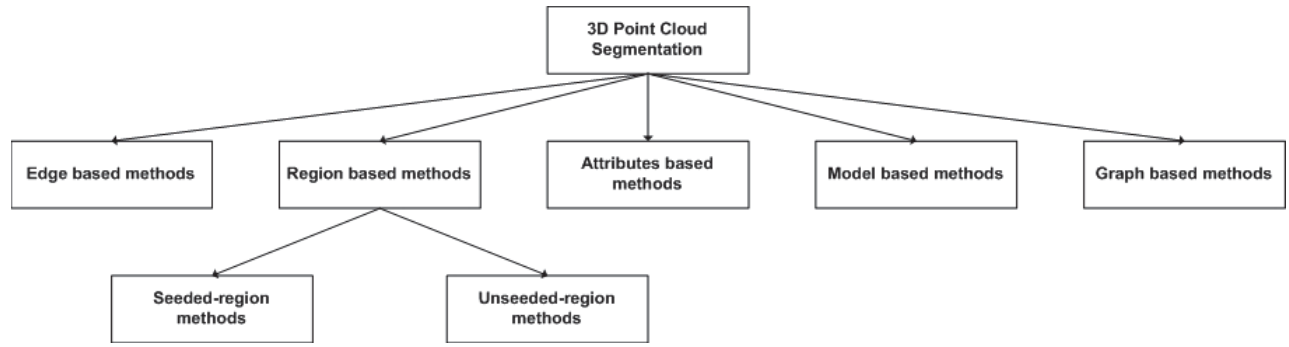 3D Point Cloud
Segmentation
Edge based methods
Region based methods
Attributes based
methods
Model based methods
Graph based methods
Seeded-region
methods
Unseeded-region
methods